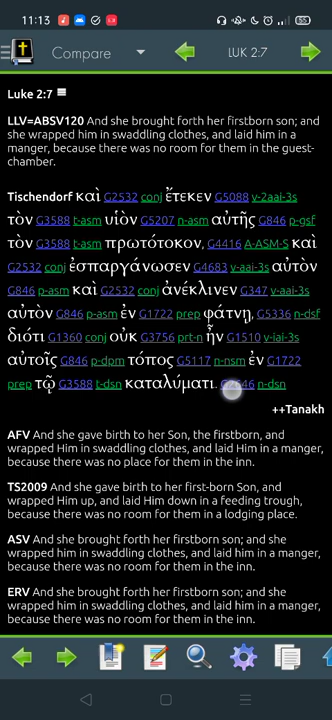 11:13
55
Compare
LUK 2:7
Luke 2:7
LLV=ABSV120 And she brought forth her firstborn son; and
she wrapped him in swaddling clothes, and laid him in a
manger, because there was no room for them in the guest-
chamber.
Tischendorf καὶ G2532 conj ἔτεκεν G5088 v-2aai-3s
τὸν G3588 t-asm υἱὸν G5207 n-asm αὐτῆς G846 p-gsf
τὸν G3588 t-asm πρωτότοκον, G4416 A-ASM-S καὶ
G2532 conj ἐσπαργάνωσεν G4683 v-aai-3s αὐτὸν
G846 p-asm καὶ G2532 conj ἀνέκλινεν G347 v-aai-3s
αὐτὸν G846 p-asm ἐν G1722 prep φάτνῃ, G5336 n-dsf
διότι G1360 conj οὐκ G3756 prt-n ἦν G1510 v-iai-3s
αὐτοῖς G846 p-dpm τόπος G5117 n-nsm ἐν G1722
prep τῷ G3588 t-dsn καταλύματι. n-dsn
++Tanakh
AFV And she gave birth to her Son, the firstborn, and
wrapped Him in swaddling clothes, and laid Him in a manger,
because there was no place for them in the inn.
TS2009 And she gave birth to her first-born Son, and
wrapped Him up, and laid Him down in a feeding trough,
because there was no room for them in a lodging place.
ASV And she brought forth her firstborn son; and she
wrapped him in swaddling clothes, and laid him in a manger,
because there was no room for them in the inn.
ERV And she brought forth her firstborn son; and she
wrapped him in swaddling clothes, and laid him in a manger,
because there was no room for them in the inn.